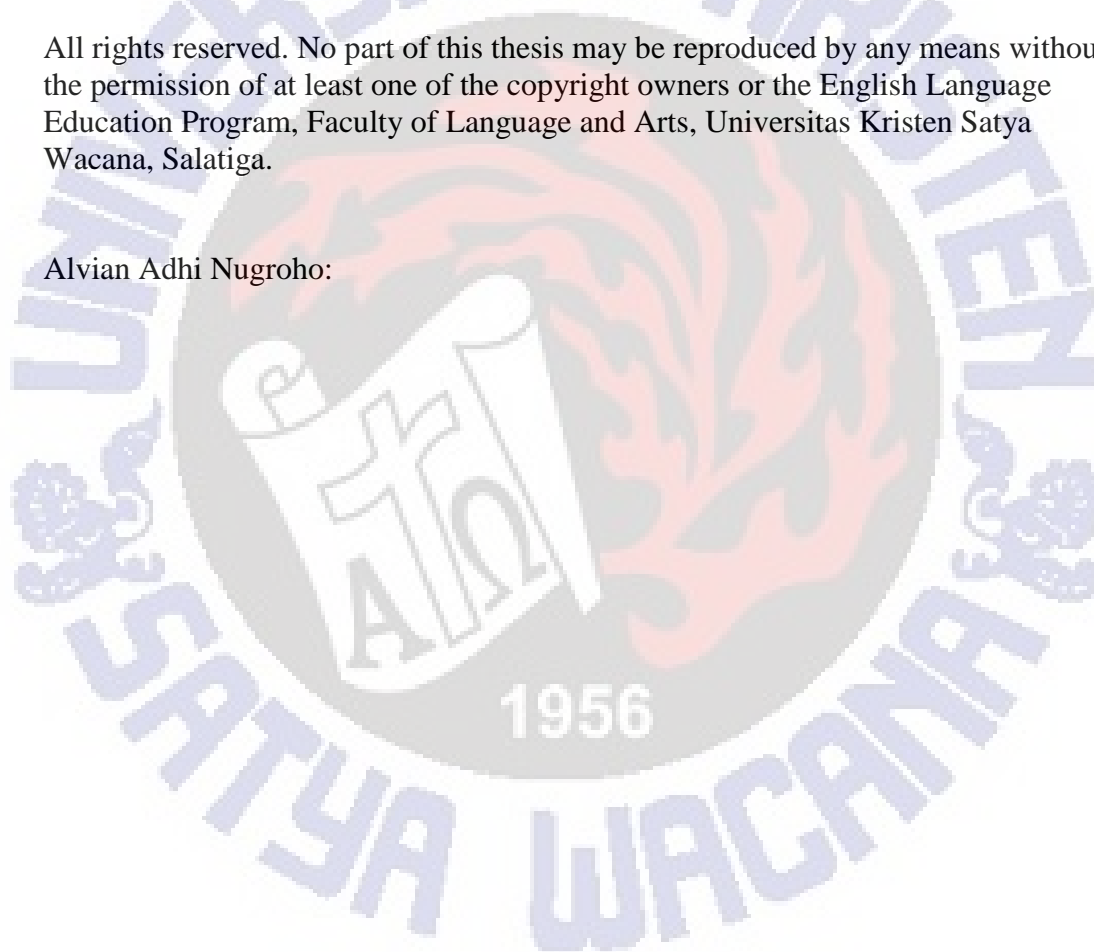 All rights reserved. No part of this thesis may be reproduced by any means withou
the permission of at least one of the copyright owners or the English Language
Education Program, Faculty of Language and Arts, Universitas Kristen Satya
Wacana, Salatiga.
Alvian Adhi Nugroho:
UNIVERS KRISTEN
Α Ω
1956
SATYA WACANA